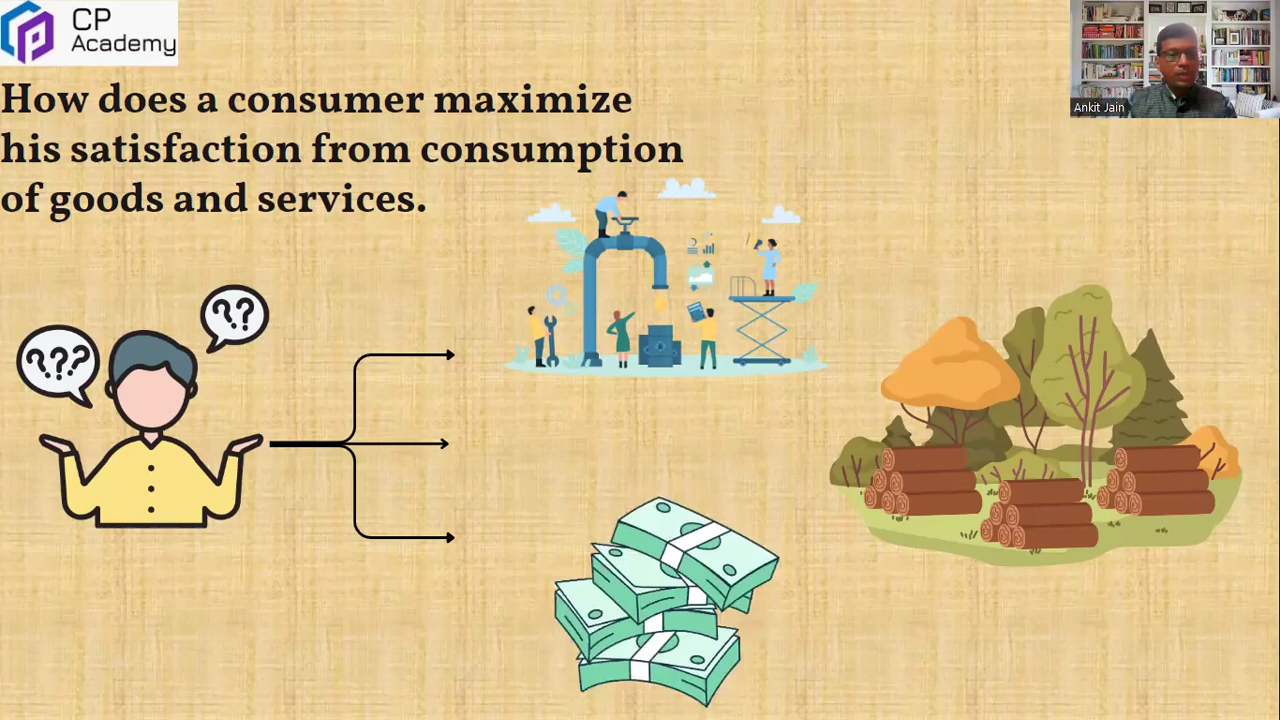 CP
Academy
How does a consumer maximize
his satisfaction from consumption
of goods and services.
Ankit Jain
???
??